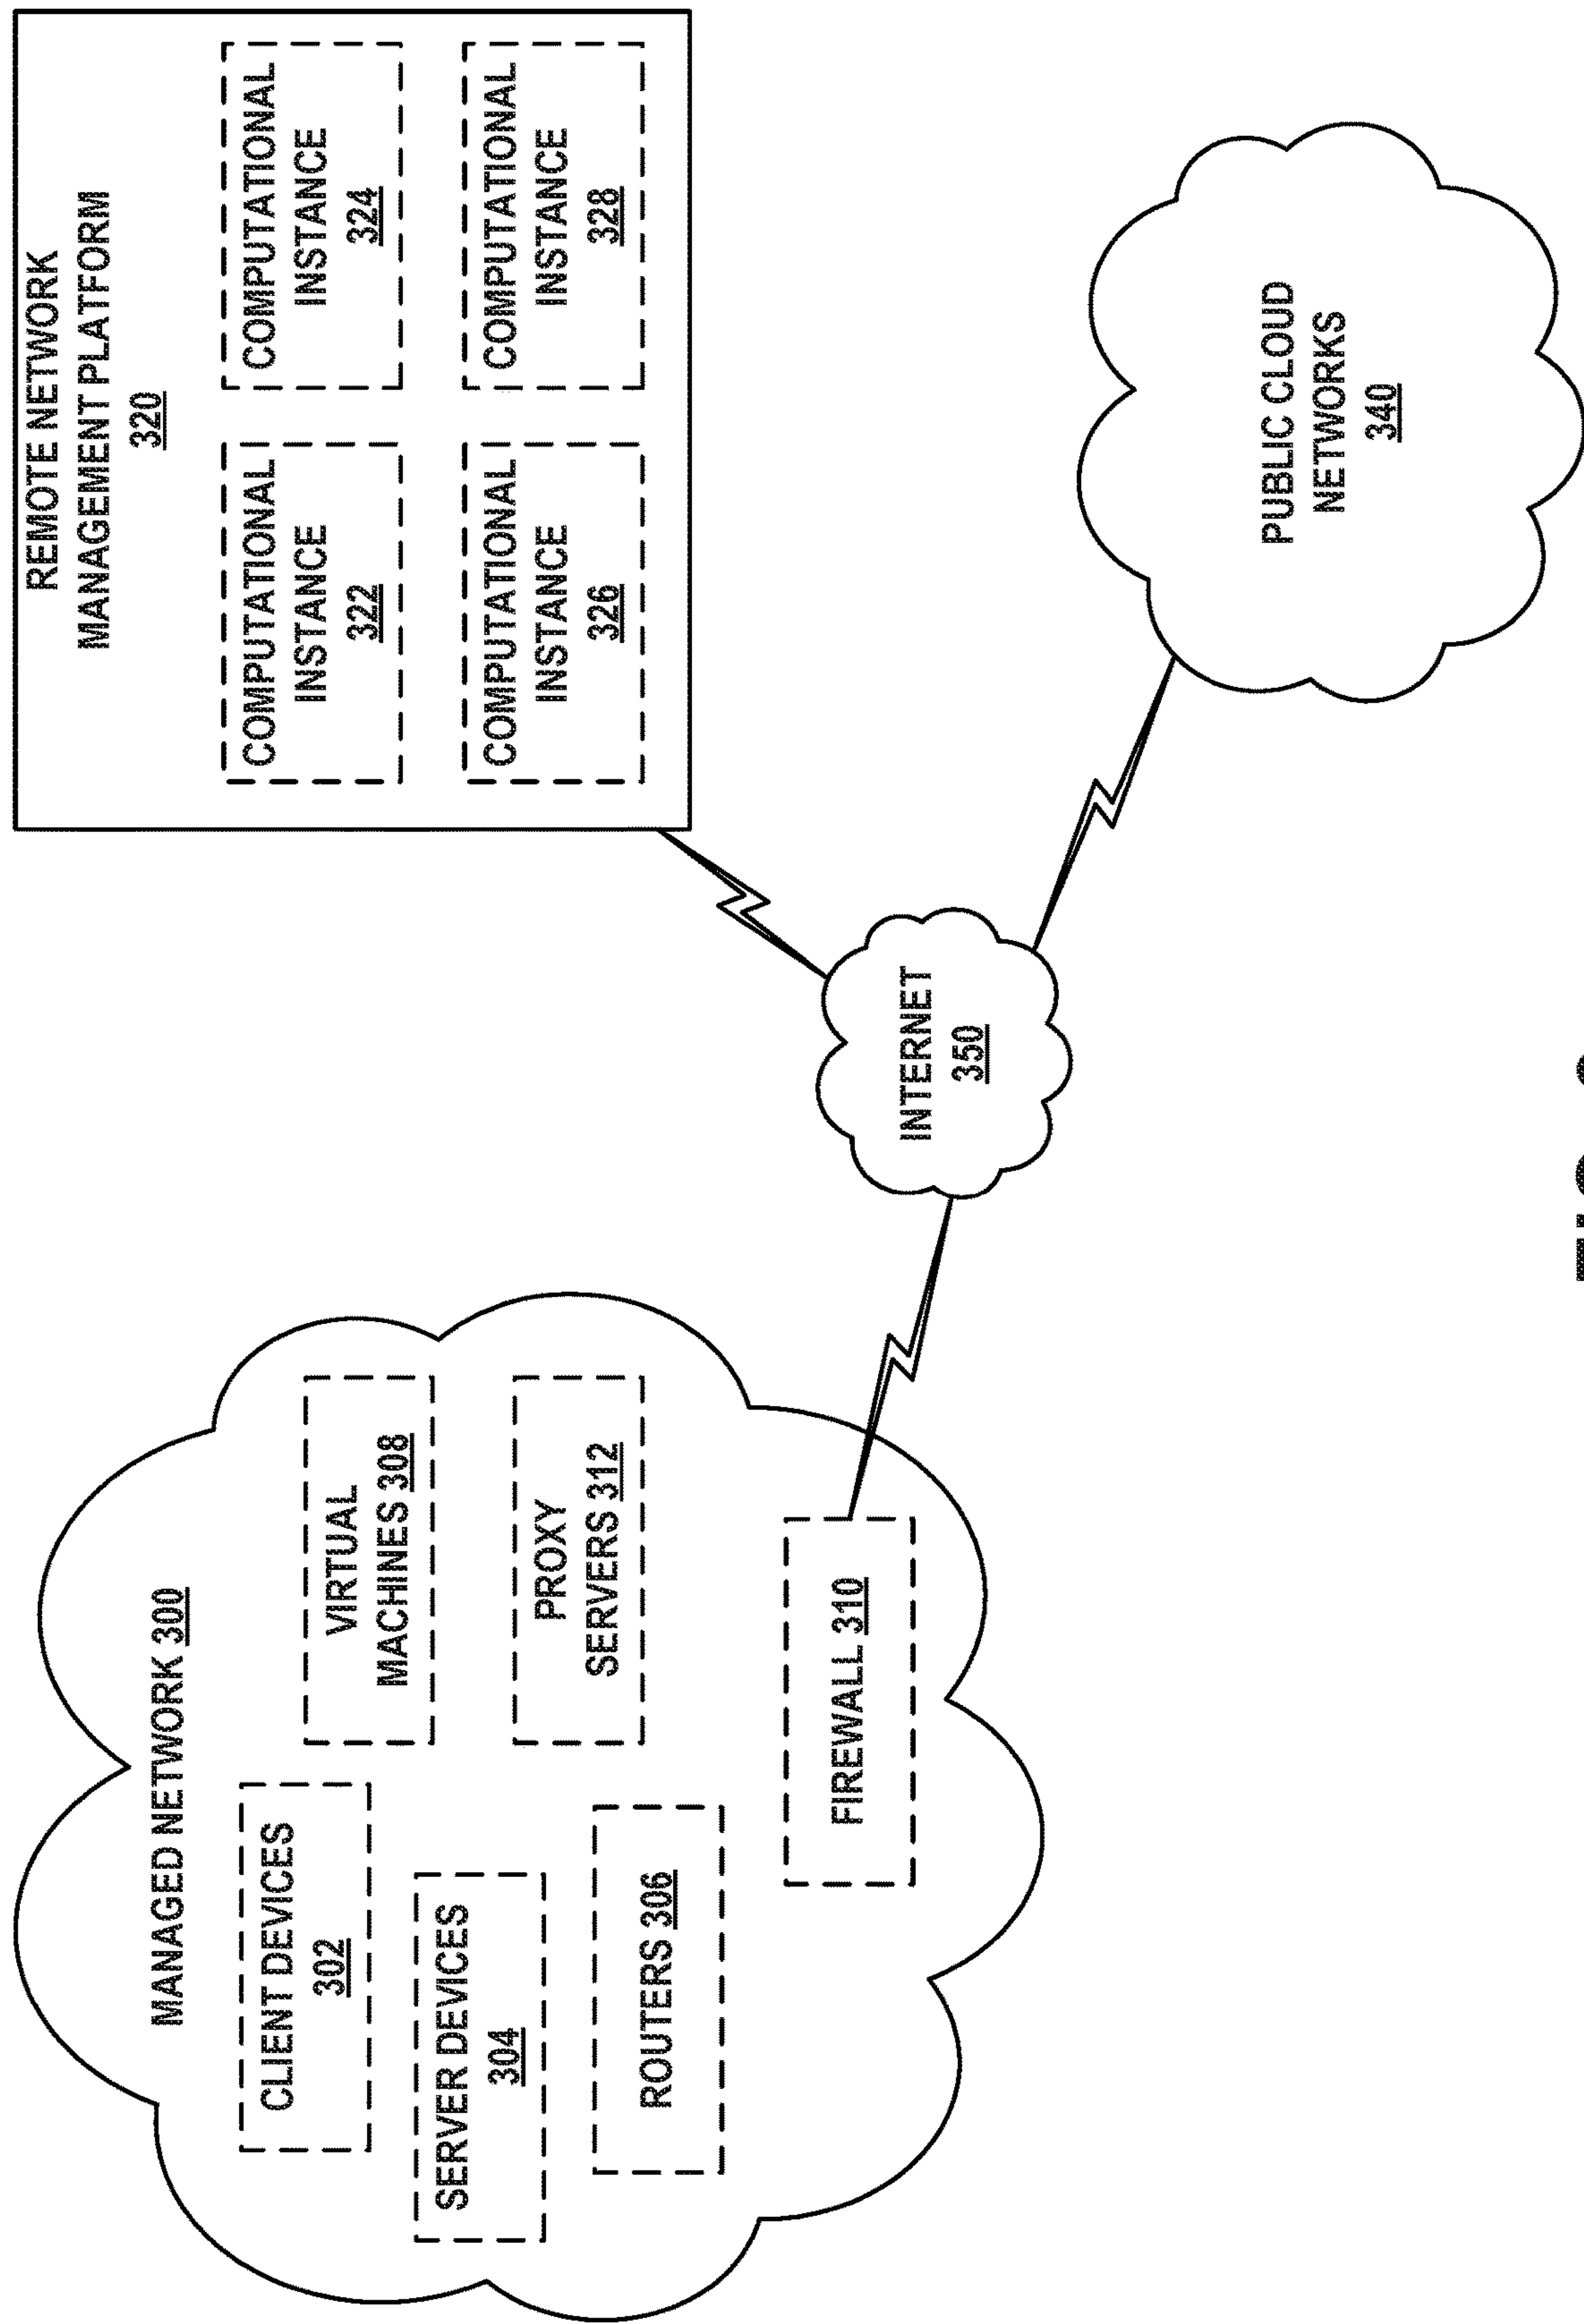 MANAGED NETWORK 300
CLIENT DEVICES
302
VIRTUAL
MACHINES 308
SERVER DEVICES
304
PROXY
SERVERS 312
ROUTERS 306
FIREWALL 310
INTERNET
350
REMOTE NETWORK
MANAGEMENT PLATFORM
320
COMPUTATIONAL
INSTANCE
322
COMPUTATIONAL
INSTANCE
324
COMPUTATIONAL
INSTANCE
326
COMPUTATIONAL
INSTANCE
328
PUBLIC CLOUD
NETWORKS
340